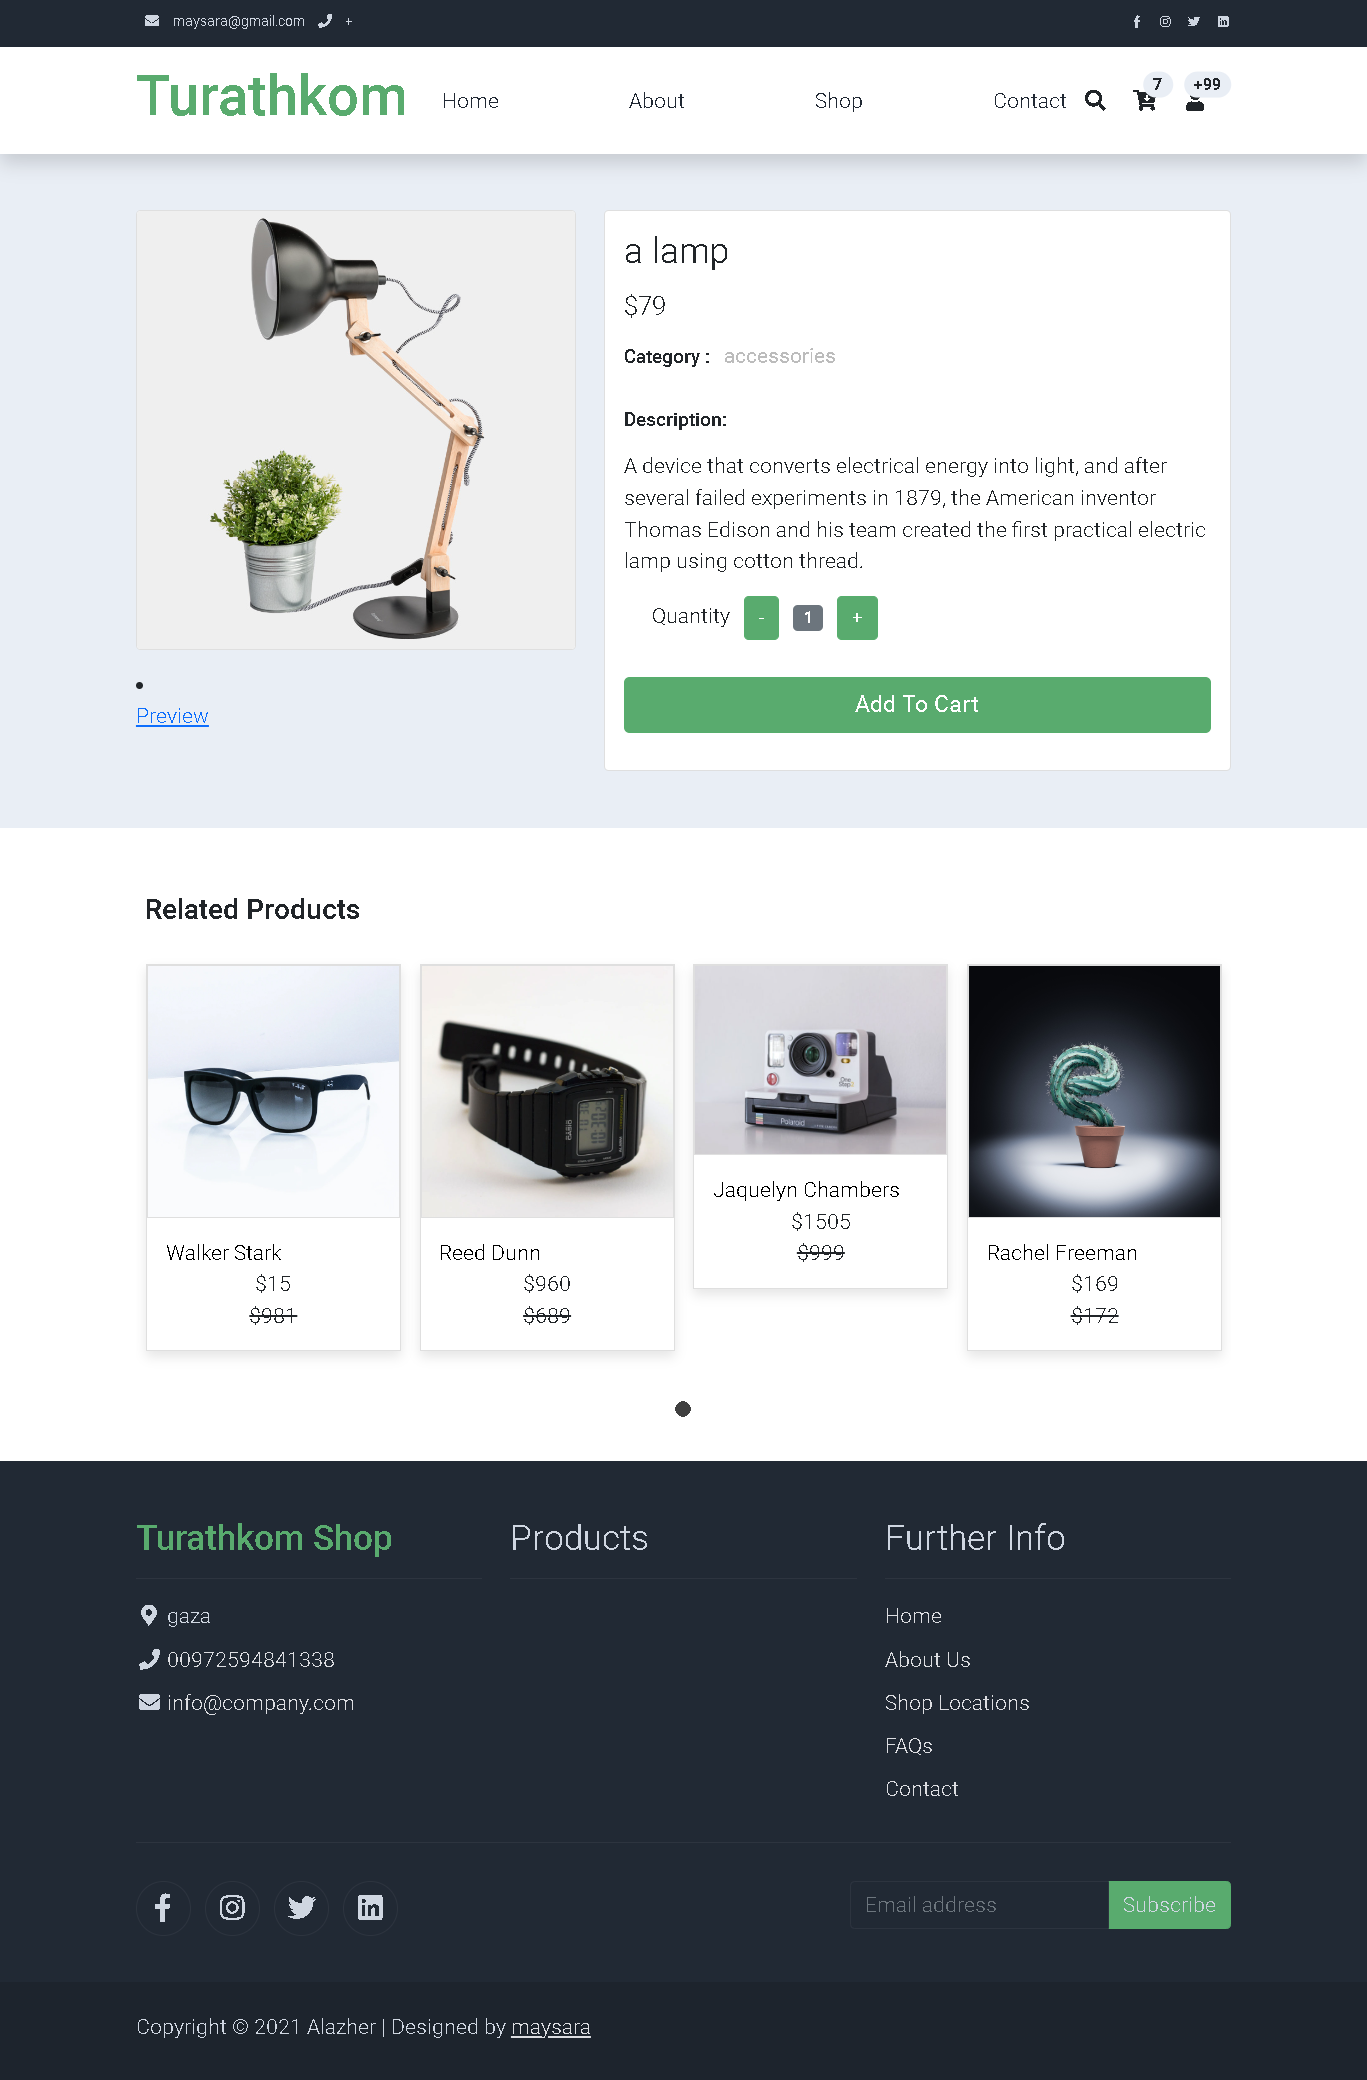 maysara@gmail.com +
Turathkom
Home About Shop Contact 7 +99
a lamp
$79
Category : accessories
Description:
A device that converts electrical energy into light, and after
several failed experiments in 1879, the American inventor
Thomas Edison and his team created the first practical electric
lamp using cotton thread.
Quantity - 1 +
Add To Cart
Preview
Related Products
CASIO
10:30
OneStep2
Polaroid
Walker Stark
$15
$981
Reed Dunn
$960
$689
Jaquelyn Chambers
$1505
$999
Rachel Freeman
$169
$172
Turathkom Shop
gaza
00972594841338
info@company.com
Products
Further Info
Home
About Us
Shop Locations
FAQs
Contact
Email address Subscribe
Copyright © 2021 Alazher | Designed by maysara